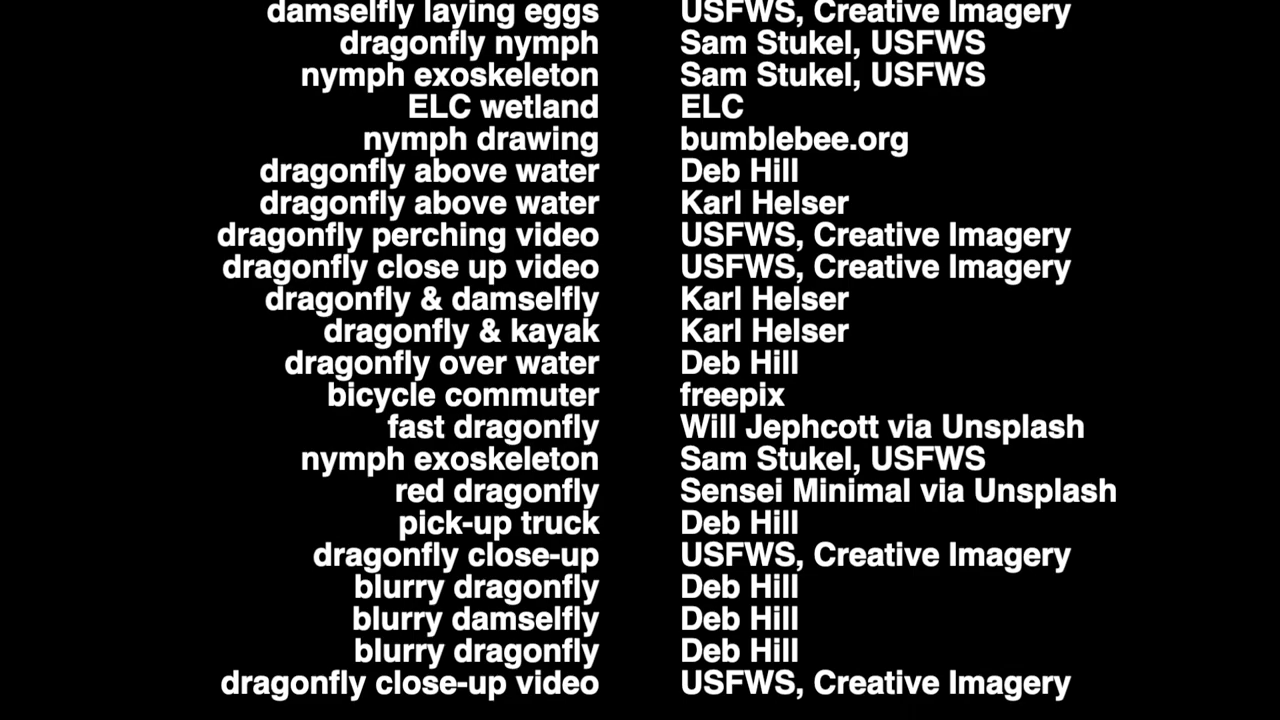 damselfly laying eggs USFWS, Creative Imagery
dragonfly nymph Sam Stukel, USFWS
nymph exoskeleton Sam Stukel, USFWS
ELC wetland ELC
nymph drawing bumblebee.org
dragonfly above water Deb Hill
dragonfly above water Karl Helser
dragonfly perching video USFWS, Creative Imagery
dragonfly close up video USFWS, Creative Imagery
dragonfly & damselfly Karl Helser
dragonfly & kayak Karl Helser
dragonfly over water Deb Hill
bicycle commuter freepix
fast dragonfly Will Jephcott via Unsplash
nymph exoskeleton Sam Stukel, USFWS
red dragonfly Sensei Minimal via Unsplash
pick-up truck Deb Hill
dragonfly close-up USFWS, Creative Imagery
blurry dragonfly Deb Hill
blurry damselfly Deb Hill
blurry dragonfly Deb Hill
dragonfly close-up video USFWS, Creative Imagery